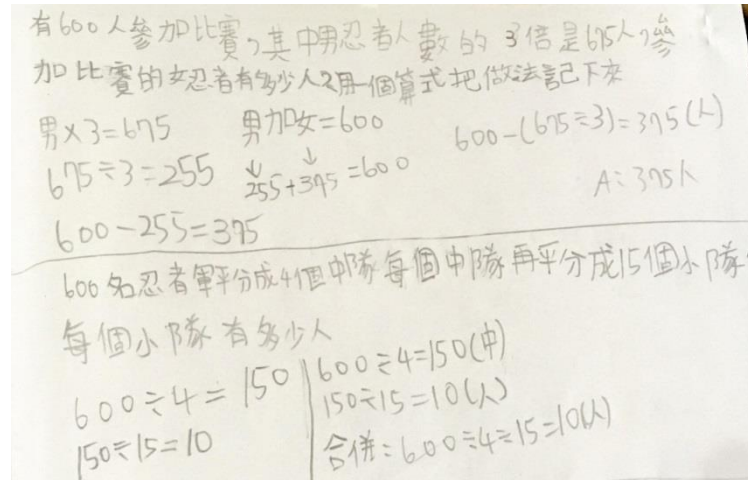 有600人參加比賽，其中男忍者人數的3倍是675人，參
加比賽的女忍者有多少人?用一個算式把做法記下來
男×3=675
男加女=600
600-(675÷3)=375(人)
675÷3=255
↓ ↓
255+375=600
A:375人
600-255=375
600名忍者軍平分成4個中隊每個中隊再平分成15個小隊
每個小隊有多少人
600÷4=150
150÷15=10
600÷4=150(中)
150÷15=10(人)
合併:600÷4÷15=10(人)